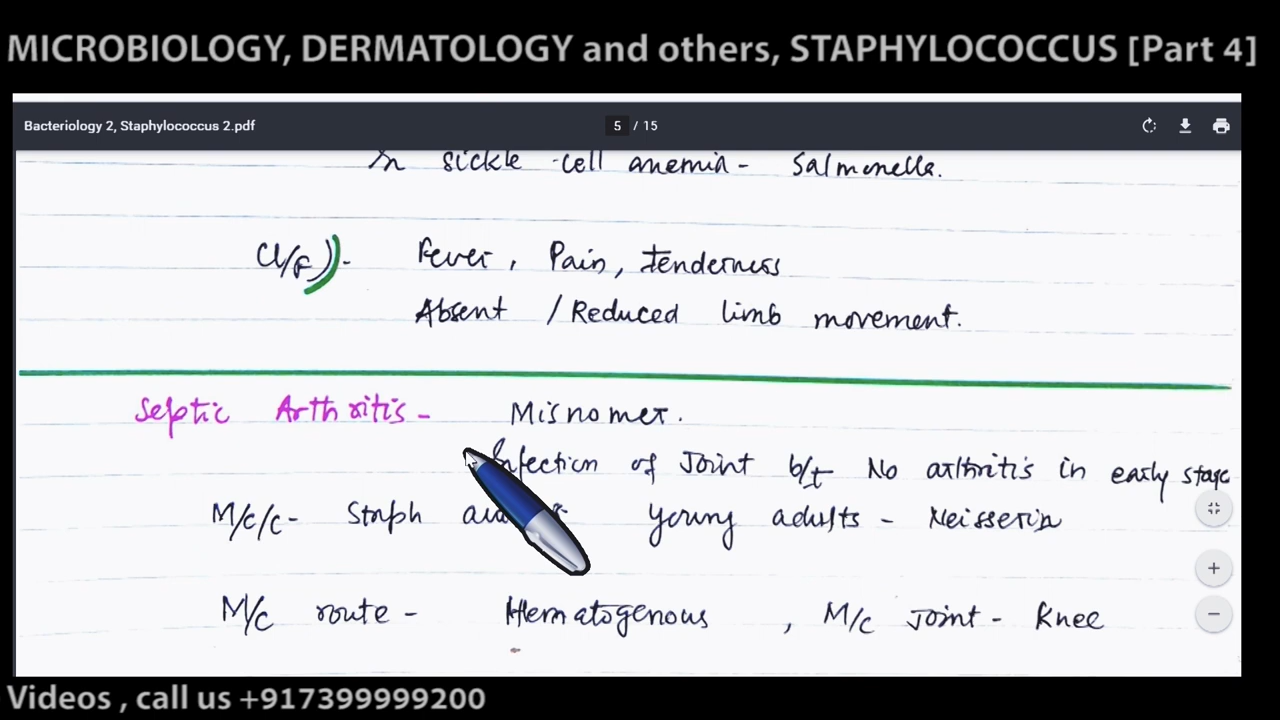 MICROBIOLOGY, DERMATOLOGY and others, STAPHYLOCOCCUS [Part 4]
Bacteriology 2, Staphylococcus 2.pdf 5 / 15
In sickle cell anemia - Salmonella.
Cl/F) - Fever, Pain, tenderness
Absent / Reduced limb movement.
Septic Arthritis - Misnomer.
Infection of Joint b/t No arthritis in early stage
M/c/c - Staph young adults - Neisseria
M/c route - Hematogenous , M/c Joint - Knee
Videos , call us +917399999200